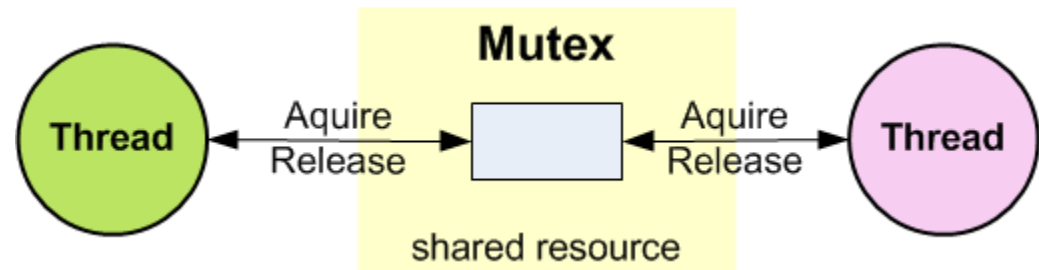 Mutex
Thread
Aquire
Release
Aquire
Release
Thread
shared resource